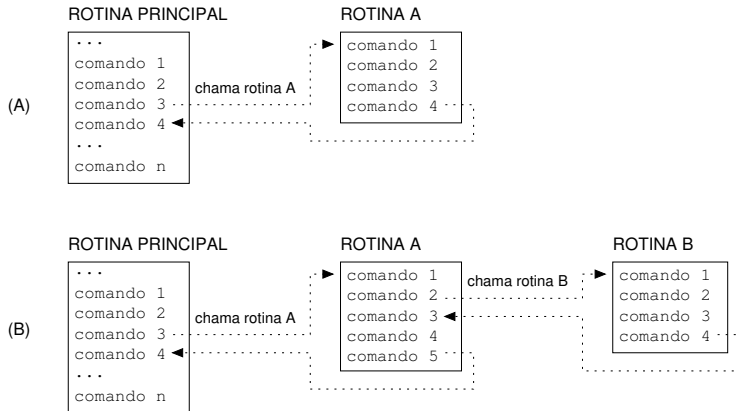 ROTINA PRINCIPAL
ROTINA A
(A)
...
comando 1
comando 2
comando 3
comando 4
...
comando n
chama rotina A
comando 1
comando 2
comando 3
comando 4
ROTINA PRINCIPAL
ROTINA A
ROTINA B
(B)
...
comando 1
comando 2
comando 3
comando 4
...
comando n
chama rotina A
comando 1
comando 2
comando 3
comando 4
comando 5
chama rotina B
comando 1
comando 2
comando 3
comando 4